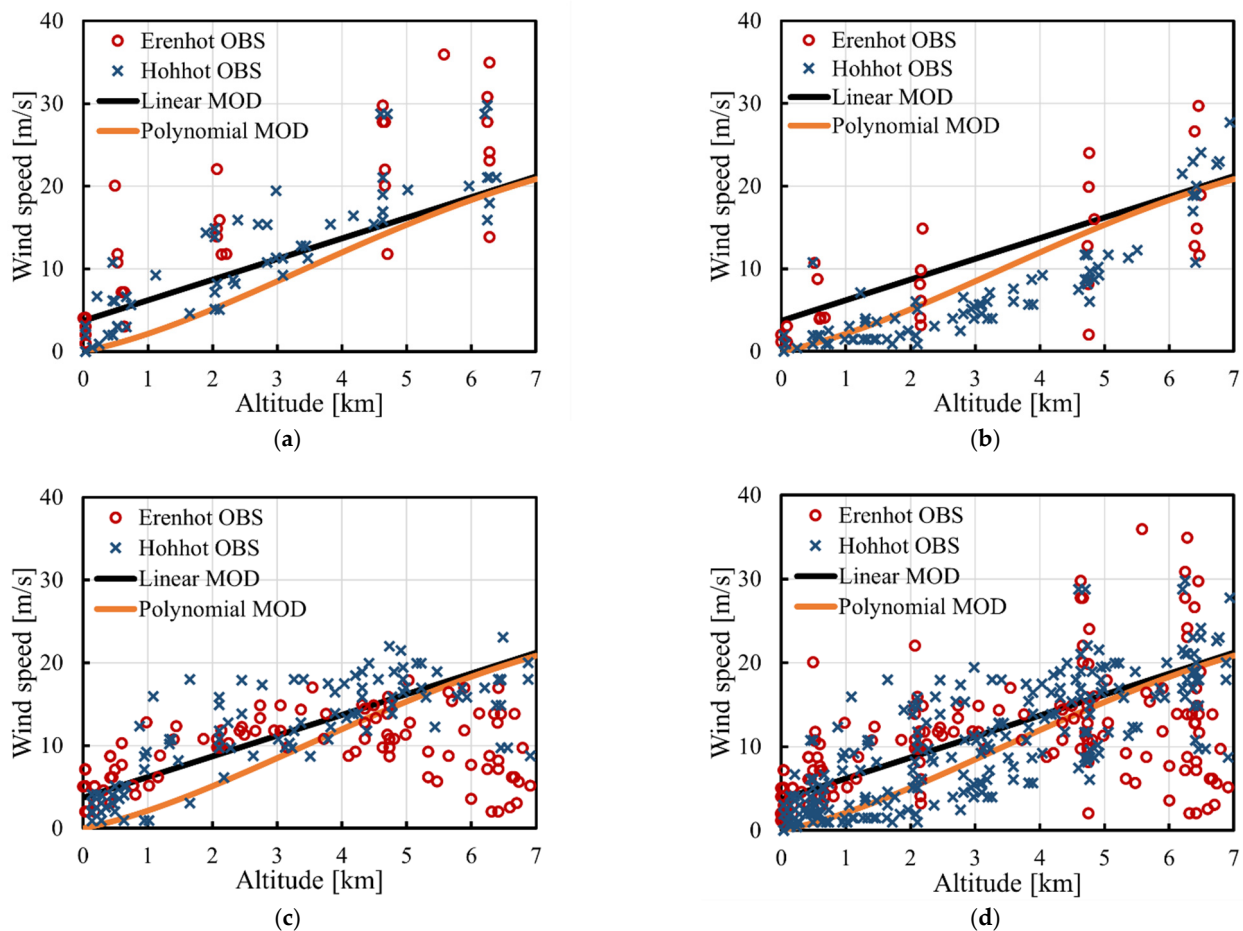 40
30
20
10
0
Wind speed [m/s]
Erenhot OBS
Hohhot OBS
Linear MOD
Polynomial MOD
0 1 2 3 4 5 6 7
Altitude [km]
(a)
40
30
20
10
0
Wind speed [m/s]
Erenhot OBS
Hohhot OBS
Linear MOD
Polynomial MOD
0 1 2 3 4 5 6 7
Altitude [km]
(b)
40
30
20
10
0
Wind speed [m/s]
Erenhot OBS
Hohhot OBS
Linear MOD
Polynomial MOD
0 1 2 3 4 5 6 7
Altitude [km]
(c)
40
30
20
10
0
Wind speed [m/s]
Erenhot OBS
Hohhot OBS
Linear MOD
Polynomial MOD
0 1 2 3 4 5 6 7
Altitude [km]
(d)